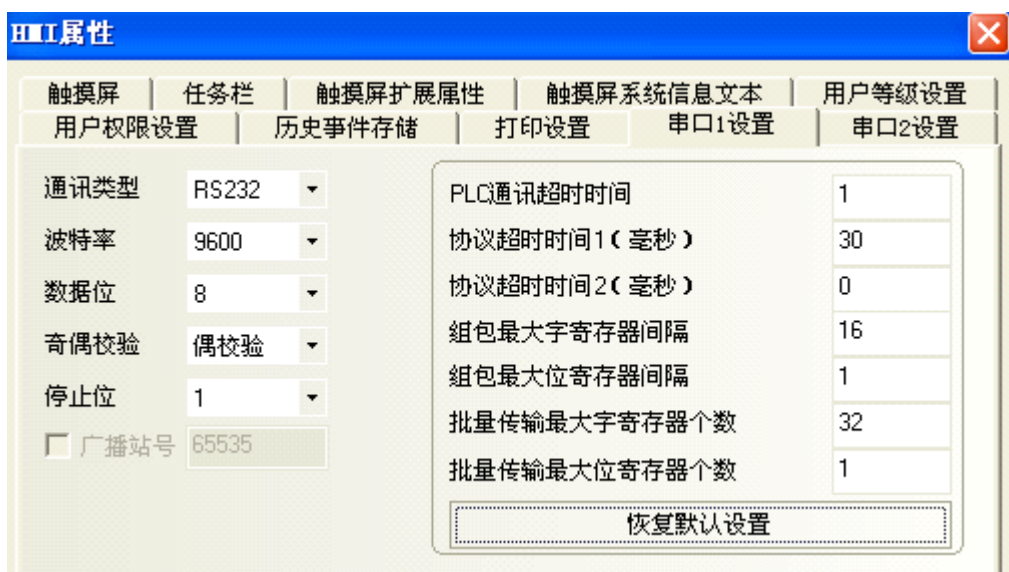 HMI属性
触摸屏 任务栏 触摸屏扩展属性 触摸屏系统信息文本 用户等级设置
用户权限设置 历史事件存储 打印设置 串口1设置 串口2设置
通讯类型 RS232
波特率 9600
数据位 8
奇偶校验 偶校验
停止位 1
广播站号 65535
PLC通讯超时时间 1
协议超时时间1(毫秒) 30
协议超时时间2(毫秒) 0
组包最大字寄存器间隔 16
组包最大位寄存器间隔 1
批量传输最大字寄存器个数 32
批量传输最大位寄存器个数 1
恢复默认设置